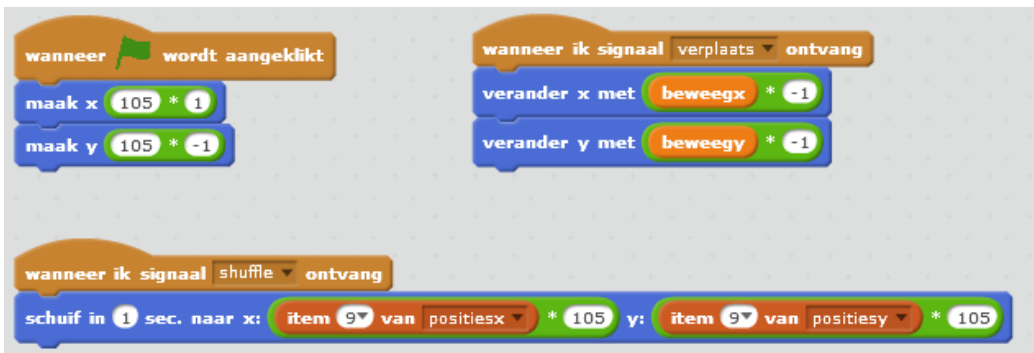 wanneer wordt aangeklikt
maak x 105 * 1
maak y 105 * -1
wanneer ik signaal verplaats ontvang
verander x met beweegx * -1
verander y met beweegy * -1
wanneer ik signaal shuffle ontvang
schuif in 1 sec. naar x: item 9 van positiesx * 105 y: item 9 van positiesy * 105